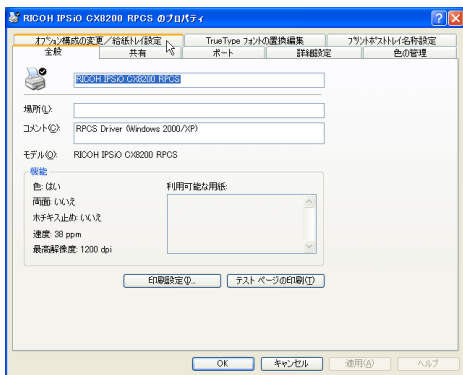 RICOH IPSiO CX8200 RPCS のプロパティ
オプション構成の変更／給紙トレイ設定 TrueType フォントの置換編集 プリントポストトレイ名称設定
全般 共有 ポート 詳細設定 色の管理
RICOH IPSiO CX8200 RPCS
場所(L):
コメント(C): RPCS Driver (Windows 2000/XP)
モデル(O): RICOH IPSiO CX8200 RPCS
機能
色: はい 利用可能な用紙:
両面: いいえ
ホチキス止め: いいえ
速度: 38 ppm
最高解像度: 1200 dpi
印刷設定(I)... テスト ページの印刷(T)
OK キャンセル 適用(A) ヘルプ